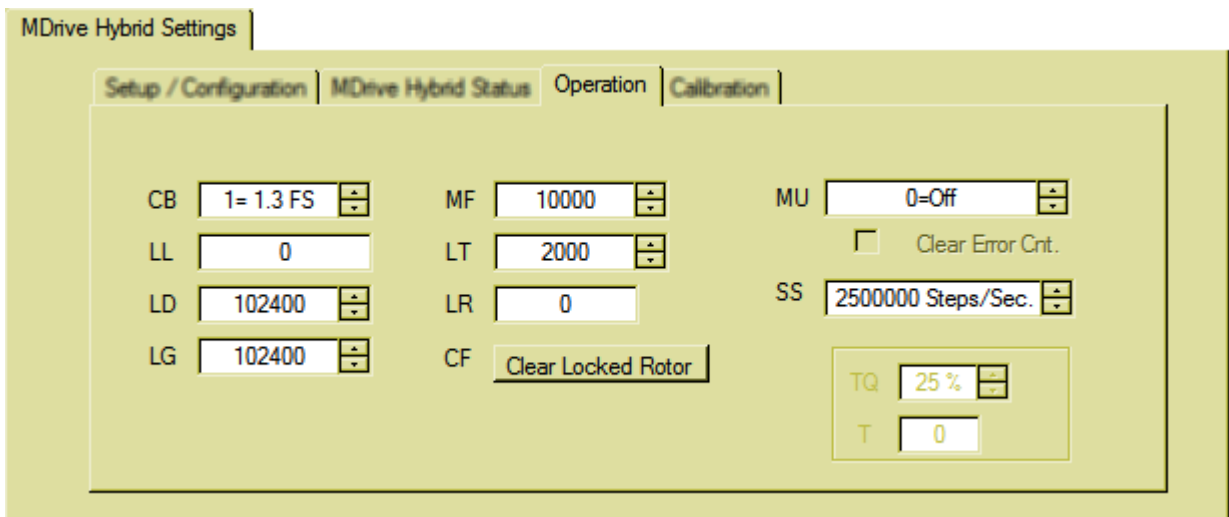 MDrive Hybrid Settings
Setup / Configuration MDrive Hybrid Status Operation Calibration
CB 1= 1.3 FS MF 10000 MU 0=Off
LL 0 LT 2000 Clear Error Cnt.
LD 102400 LR 0 SS 2500000 Steps/Sec.
LG 102400 CF Clear Locked Rotor
TQ 25 %
T 0